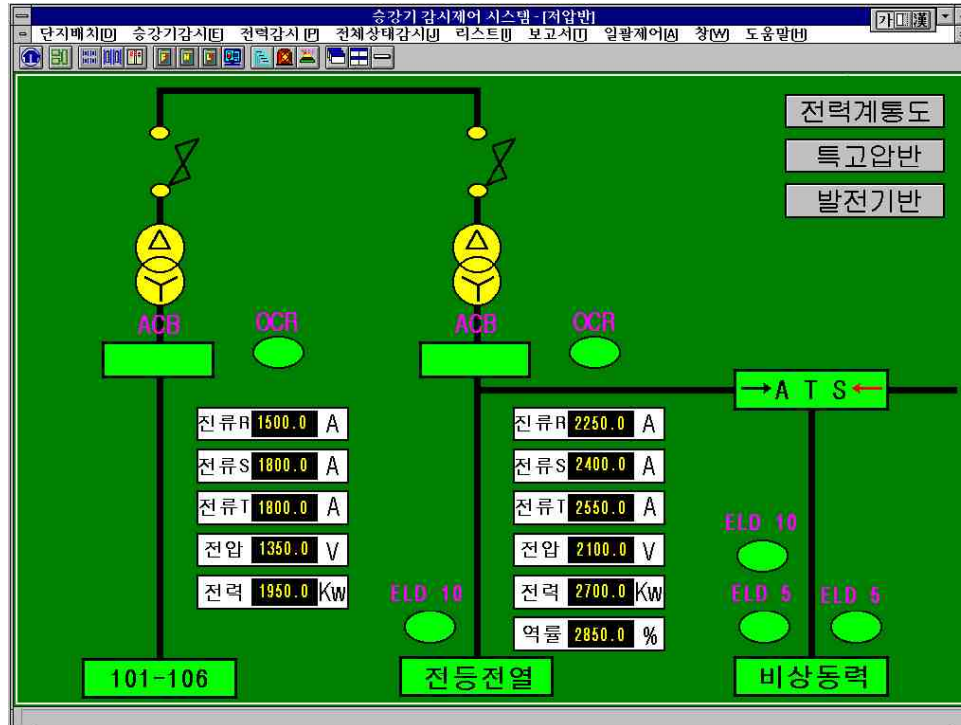 승강기 감시제어 시스템 - [저압반]
가 漢
단지배치[D] 승강기감시[E] 전력감시[P] 전체상태감시[J] 리스트[I] 보고서[T] 일괄제어[A] 창[W] 도움말[H]
전력계통도
특고압반
발전기반
ACB OCR ACB OCR
→A T S←
전류R 1500.0 A
전류S 1800.0 A
전류T 1800.0 A
전압 1350.0 V
전력 1950.0 Kw
전류R 2250.0 A
전류S 2400.0 A
전류T 2550.0 A
전압 2100.0 V
전력 2700.0 Kw
역률 2850.0 %
ELD 10
ELD 10
ELD 5 ELD 5
101-106
전등전열
비상동력